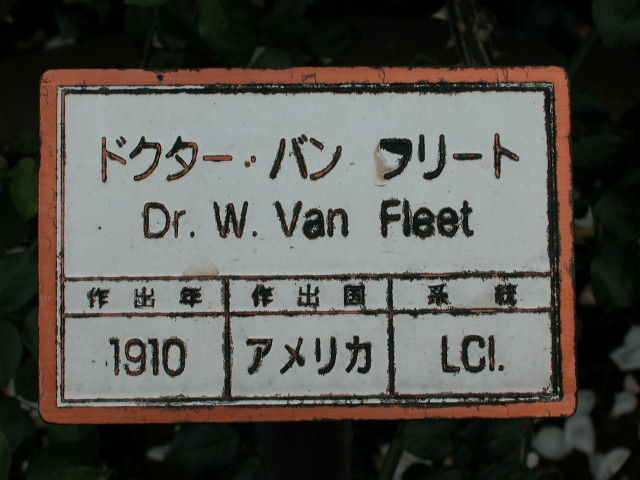 ドクター・バン フリート
Dr. W. Van Fleet
作出年 作出国 系統
1910 アメリカ LCl.